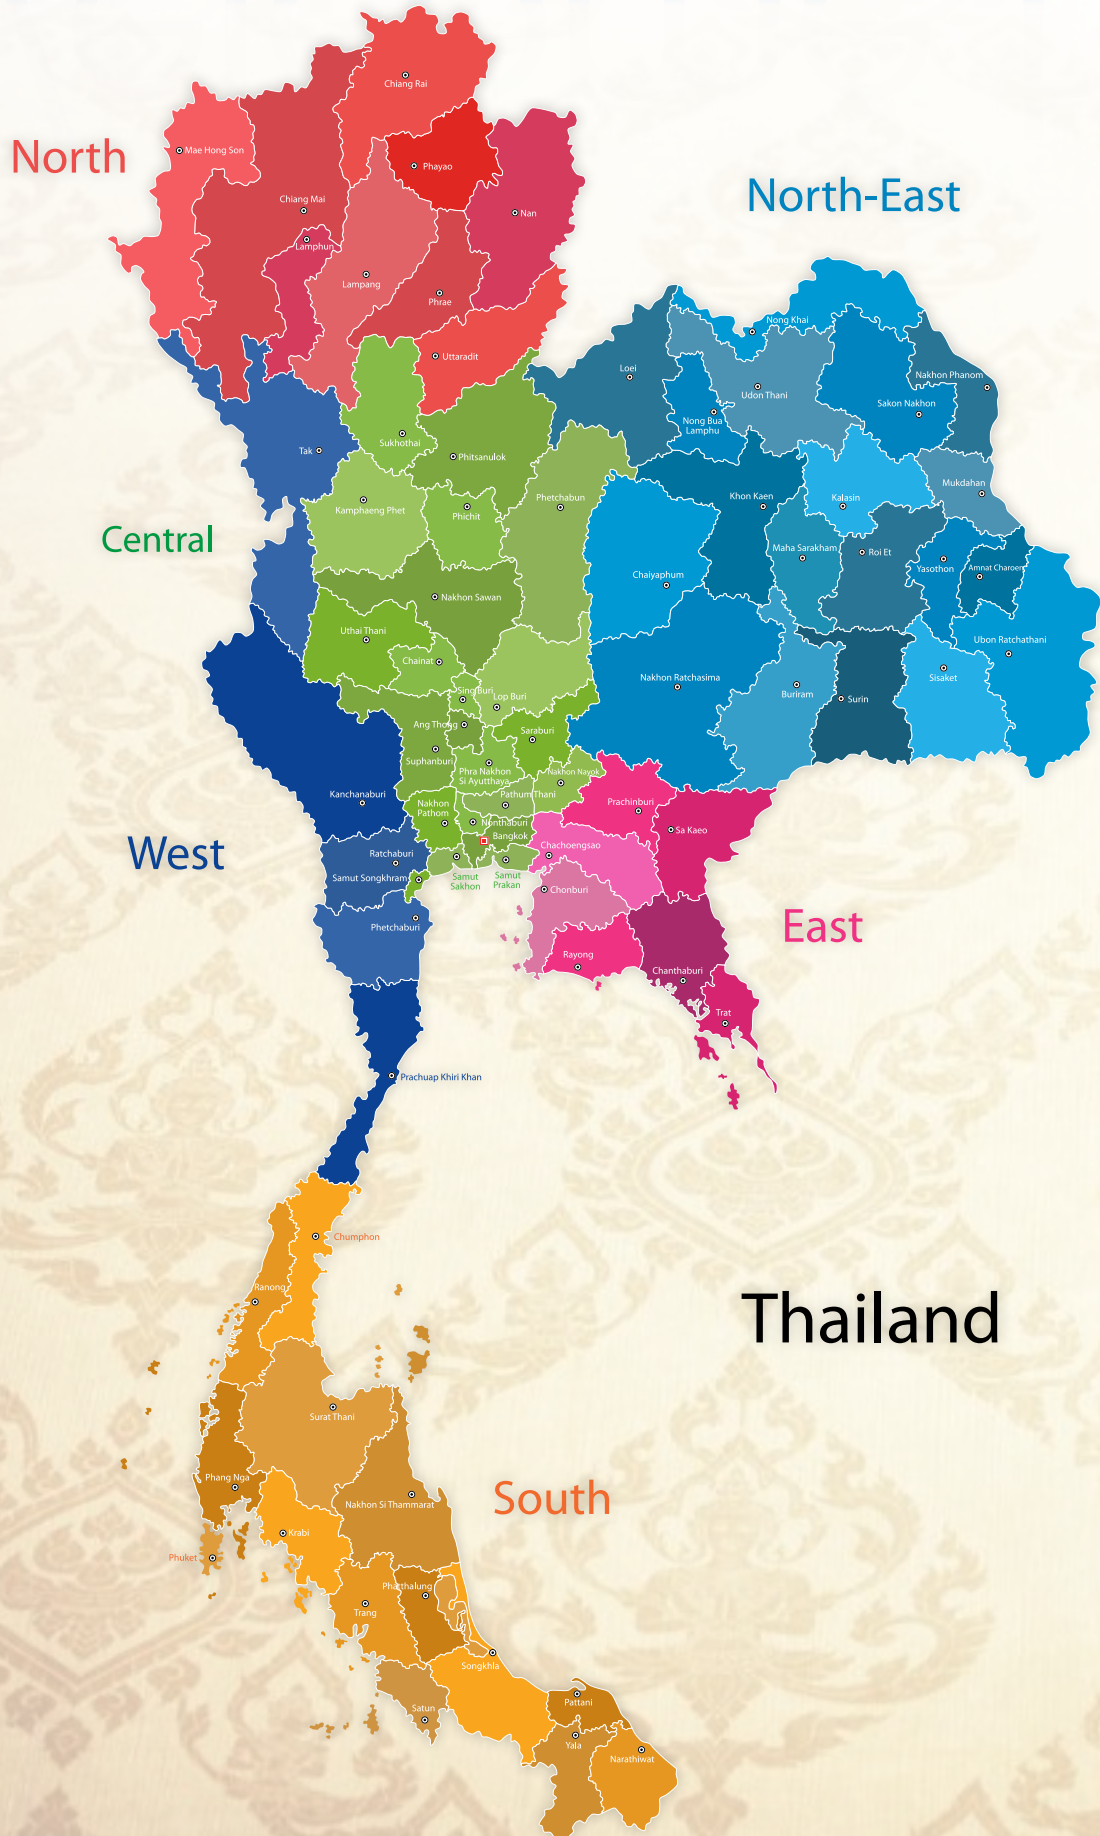 Chiang Rai
North
Mae Hong Son
Phayao
North-East
Chiang Mai
Nan
Lamphun
Lampang
Phrae
Nong Khai
Uttaradit
Loei
Nakhon Phanom
Udon Thani
Sakon Nakhon
Nong Bua
Lamphu
Sukhothai
Tak
Phitsanulok
Mukdahan
Phetchabun
Khon Kaen
Kalasin
Kamphaeng Phet
Phichit
Central
Maha Sarakham
Roi Et
Yasothon
Amnat Charoen
Chaiyaphum
Nakhon Sawan
Uthai Thani
Ubon Ratchathani
Chainat
Nakhon Ratchasima
Sisaket
Sing Buri
Lop Buri
Buriram
Surin
Ang Thong
Saraburi
Suphanburi
Phra Nakhon
Si Ayutthaya
Nakhon Nayok
Kanchanaburi
Pathum Thani
Nakhon
Pathom
Prachinburi
Nonthaburi
Bangkok
Sa Kaeo
West
Ratchaburi
Chachoengsao
Samut Songkhram
Samut
Sakhon
Samut
Prakan
Chonburi
East
Phetchaburi
Rayong
Chanthaburi
Trat
Prachuap Khiri Khan
Chumphon
Ranong
Thailand
Surat Thani
Phang Nga
South
Nakhon Si Thammarat
Krabi
Phuket
Phatthalung
Trang
Songkhla
Pattani
Satun
Yala
Narathiwat